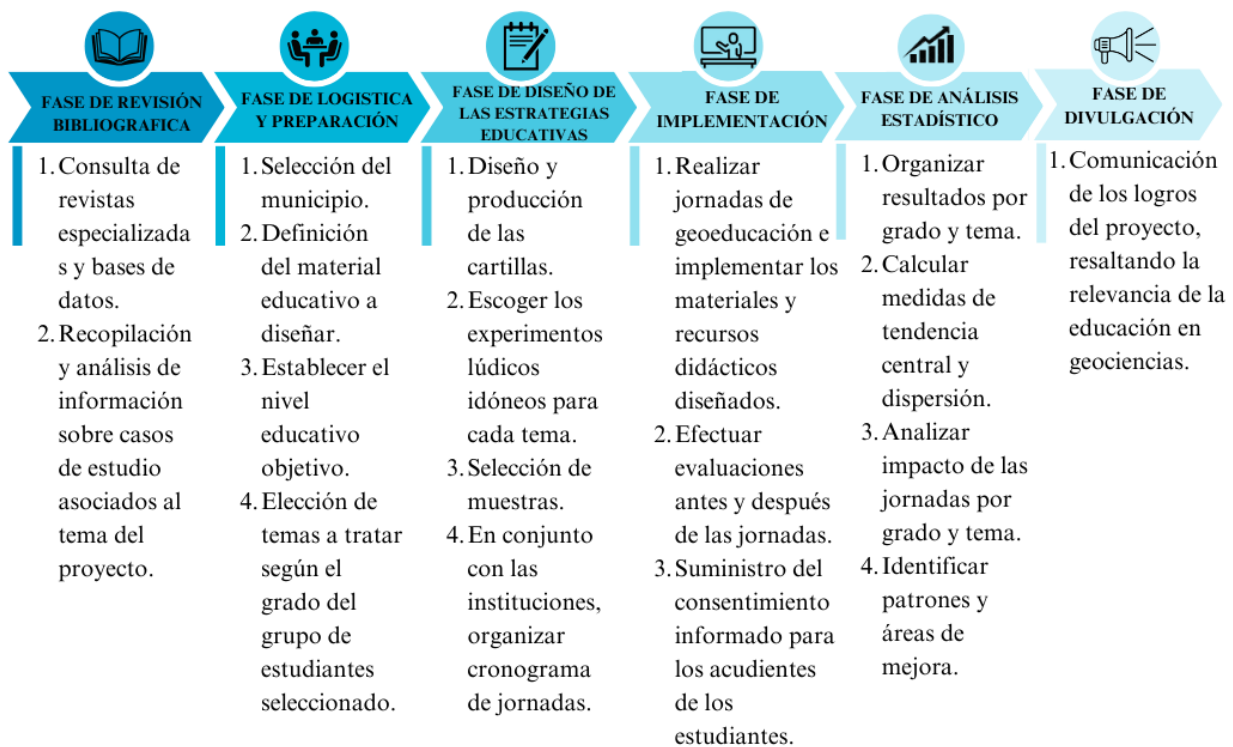 FASE DE REVISIÓN
BIBLIOGRAFICA
1. Consulta de
revistas
especializada
s y bases de
datos.
2. Recopilación
y análisis de
información
sobre casos
de estudio
asociados al
tema del
proyecto.
FASE DE LOGISTICA
Y PREPARACIÓN
1. Selección del
municipio.
2. Definición
del material
educativo a
diseñar.
3. Establecer el
nivel
educativo
objetivo.
4. Elección de
temas a tratar
según el
grado del
grupo de
estudiantes
seleccionado.
FASE DE DISEÑO DE
LAS ESTRATEGIAS
EDUCATIVAS
1. Diseño y
producción
de las
cartillas.
2. Escoger los
experimentos
lúdicos
idóneos para
cada tema.
3. Selección de
muestras.
4. En conjunto
con las
instituciones,
organizar
cronograma
de jornadas.
FASE DE
IMPLEMENTACIÓN
1. Realizar
jornadas de
geoeducación e
implementar los
materiales y
recursos
didácticos
diseñados.
2. Efectuar
evaluaciones
antes y después
de las jornadas.
3. Suministro del
consentimiento
informado para
los acudientes
de los
estudiantes.
FASE DE ANÁLISIS
ESTADÍSTICO
1. Organizar
resultados por
grado y tema.
2. Calcular
medidas de
tendencia
central y
dispersión.
3. Analizar
impacto de las
jornadas por
grado y tema.
4. Identificar
patrones y
áreas de
mejora.
FASE DE
DIVULGACIÓN
1. Comunicación
de los logros
del proyecto,
resaltando la
relevancia de la
educación en
geociencias.